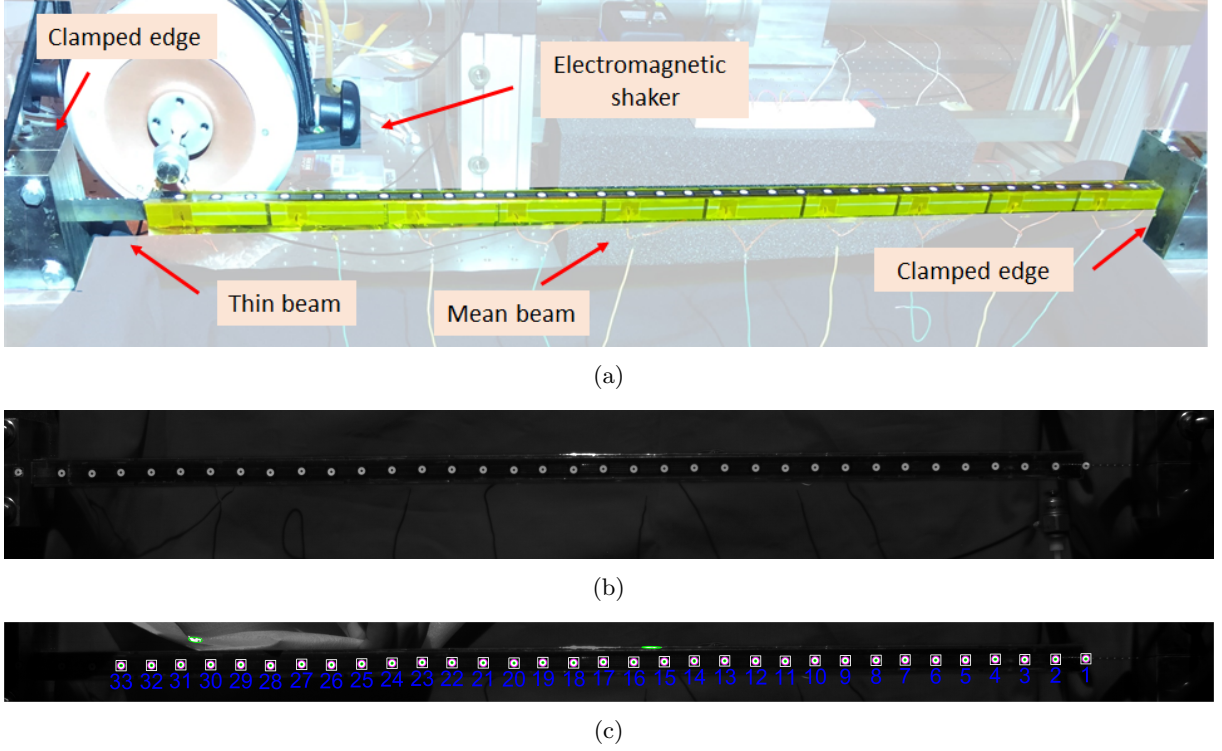 Clamped edge
Electromagnetic
shaker
Thin beam
Mean beam
Clamped edge
(a)
(b)
33 32 31 30 29 28 27 26 25 24 23 22 21 20 19 18 17 16 15 14 13 12 11 10 9 8 7 6 5 4 3 2 1
(c)